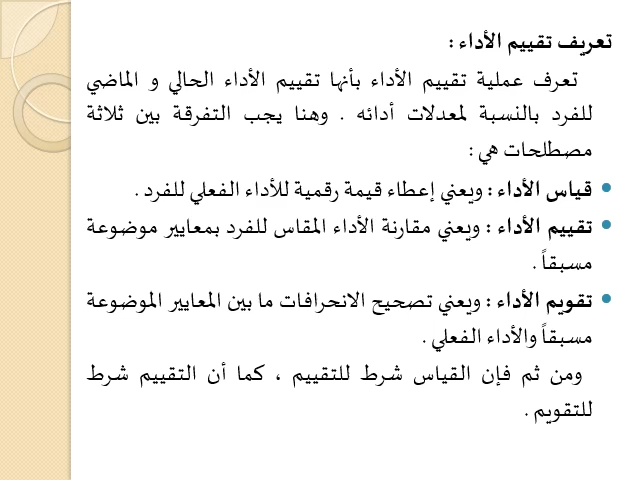 تعريف تقييم الأداء :
تعرف عملية تقييم الأداء بأنها تقييم الأداء الحالي و الماضي
للفرد بالنسبة لمعدلات أدائه . وهنا يجب التفرقة بين ثلاثة
مصطلحات هي :
• قياس الأداء : ويعني إعطاء قيمة رقمية للأداء الفعلي للفرد .
• تقييم الأداء : ويعني مقارنة الأداء المقاس للفرد بمعايير موضوعة
مسبقاً .
• تقويم الأداء : ويعني تصحيح الانحرافات ما بين المعايير الموضوعة
مسبقاً والأداء الفعلي .
ومن ثم فإن القياس شرط للتقييم ، كما أن التقييم شرط
للتقويم .